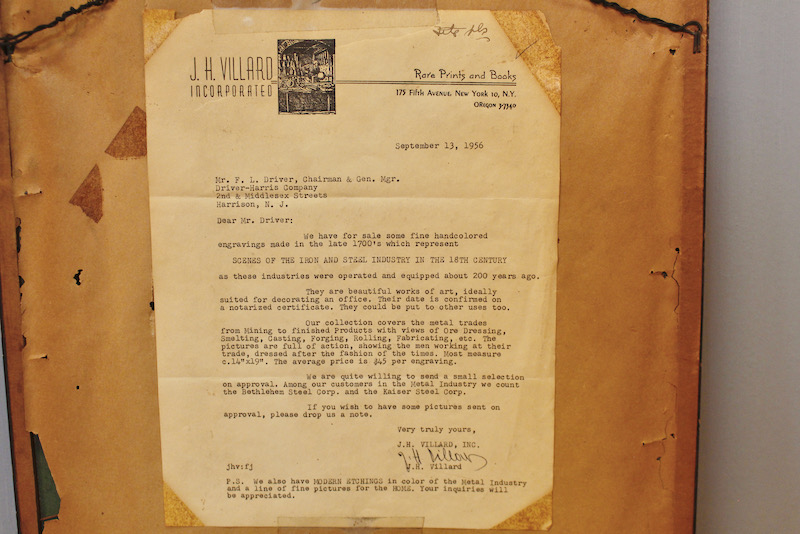 J. H. VILLARD
INCORPORATED
Rare Prints and Books
175 Fifth Avenue, New York 10, N.Y.
ORegon 7-7340
September 13, 1956
Mr. F. L. Driver, Chairman & Gen. Mgr.
Driver-Harris Company
2nd & Middlesex Streets
Harrison, N. J.
Dear Mr. Driver:
We have for sale some fine handcolored
engravings made in the late 1700's which represent
SCENES OF THE IRON AND STEEL INDUSTRY IN THE 18TH CENTURY
as these industries were operated and equipped about 200 years ago.
They are beautiful works of art, ideally
suited for decorating an office. Their date is confirmed on
a notarized certificate. They could be put to other uses too.
Our collection covers the metal trades
from Mining to finished Products with views of Ore Dressing,
Smelting, Casting, Forging, Rolling, Fabricating, etc. The
pictures are full of action, showing the men working at their
trade, dressed after the fashion of the times. Most measure
c.14"x19". The average price is $45 per engraving.
We are quite willing to send a small selection
on approval. Among our customers in the Metal Industry we count
the Bethlehem Steel Corp. and the Kaiser Steel Corp.
If you wish to have some pictures sent on
approval, please drop us a note.
Very truly yours,
J.H. VILLARD, INC.
J H Villard
jhv:fj J.H. Villard
P.S. We also have MODERN ETCHINGS in color of the Metal Industry
and a line of fine pictures for the HOME. Your inquiries will
be appreciated.